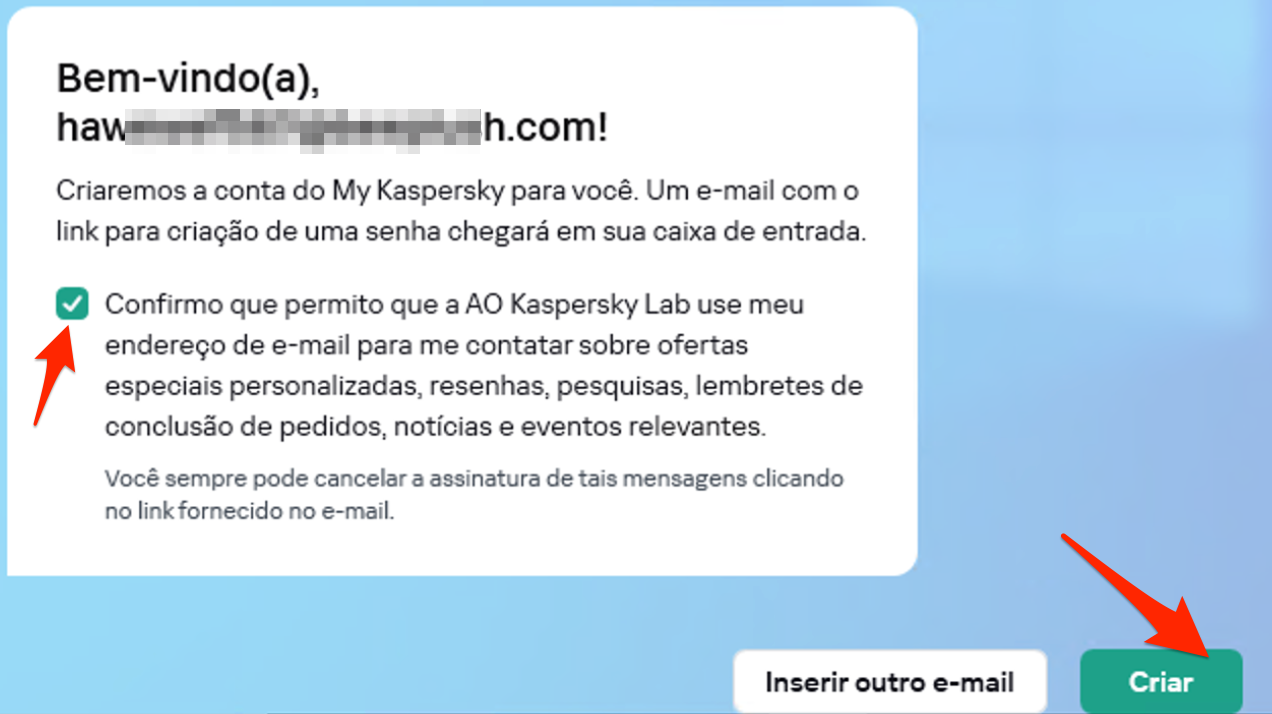 Bem-vindo(a),
haw h.com!
Criaremos a conta do My Kaspersky para você. Um e-mail com o
link para criação de uma senha chegará em sua caixa de entrada.
Confirmo que permito que a AO Kaspersky Lab use meu
endereço de e-mail para me contatar sobre ofertas
especiais personalizadas, resenhas, pesquisas, lembretes de
conclusão de pedidos, notícias e eventos relevantes.
Você sempre pode cancelar a assinatura de tais mensagens clicando
no link fornecido no e-mail.
Inserir outro e-mail
Criar